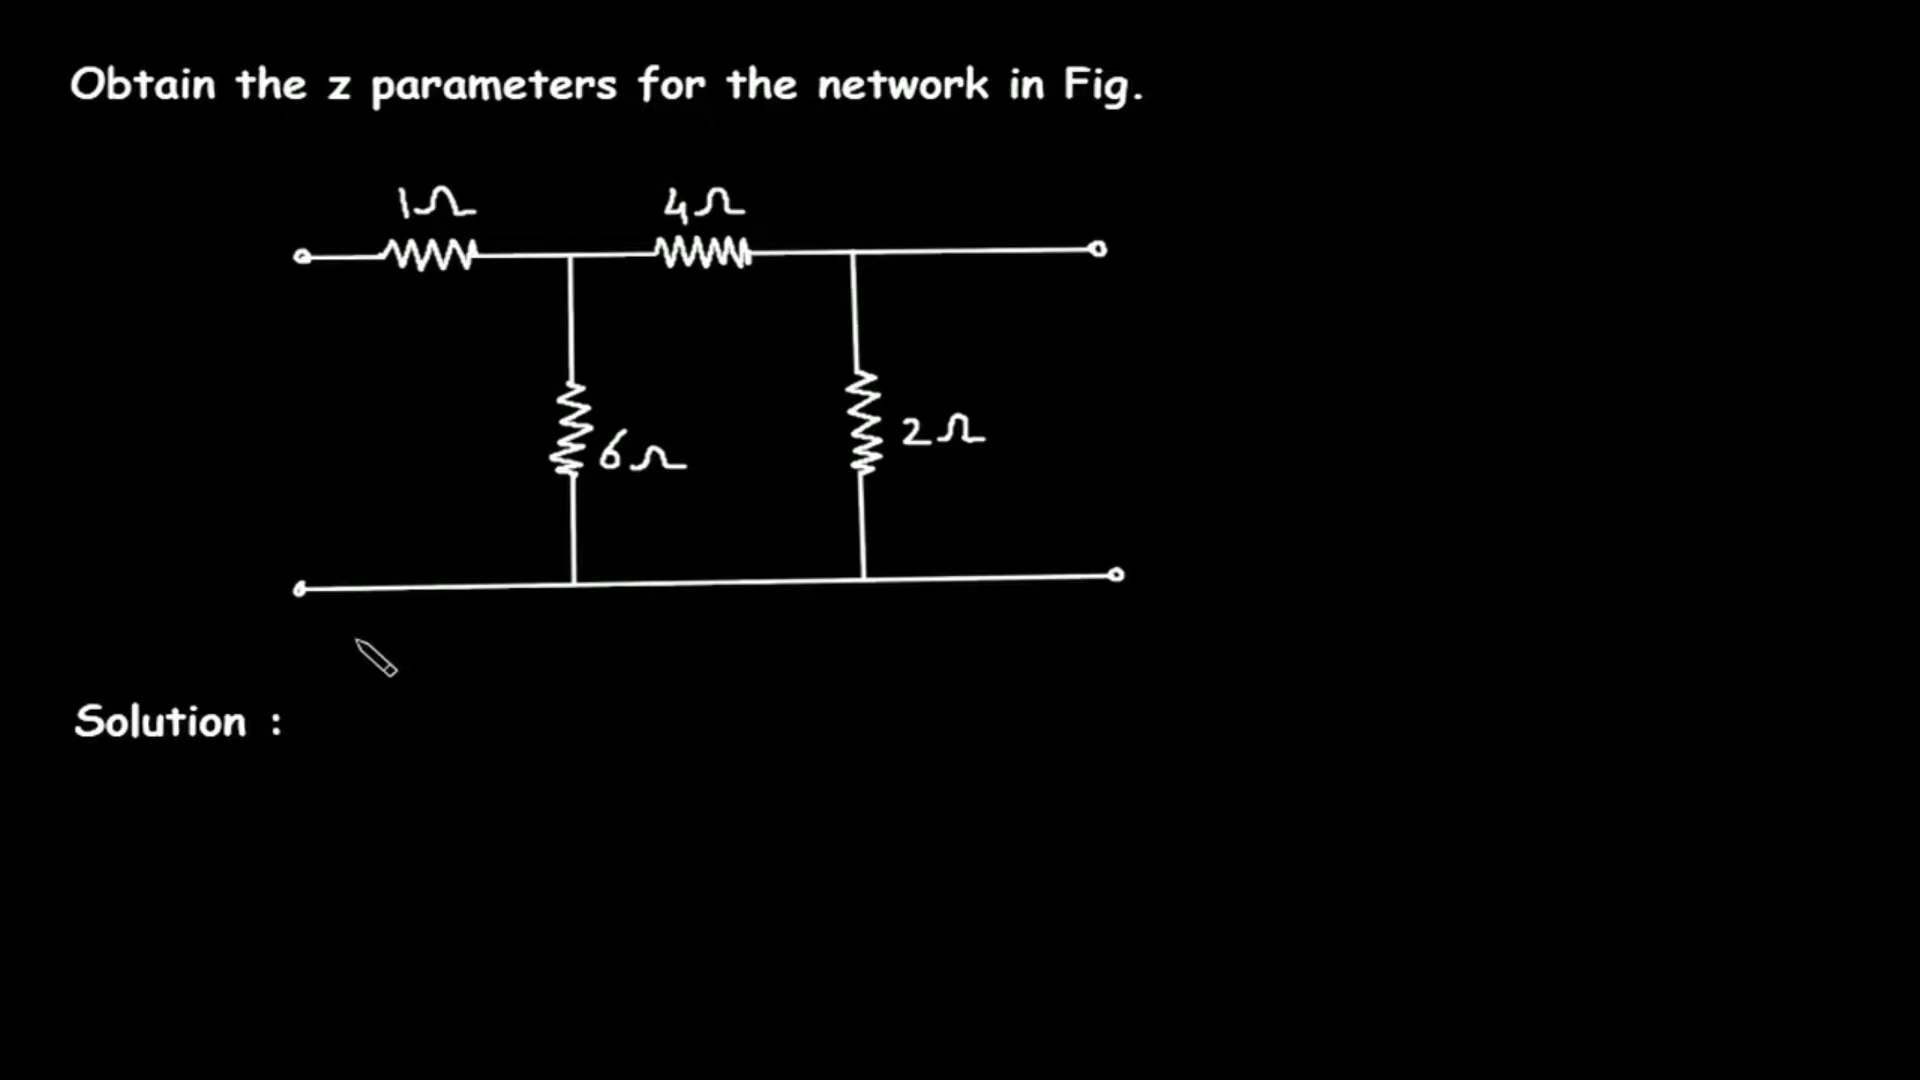 Obtain the z parameters for the network in Fig.
1Ω
4Ω
6Ω
2Ω
Solution :